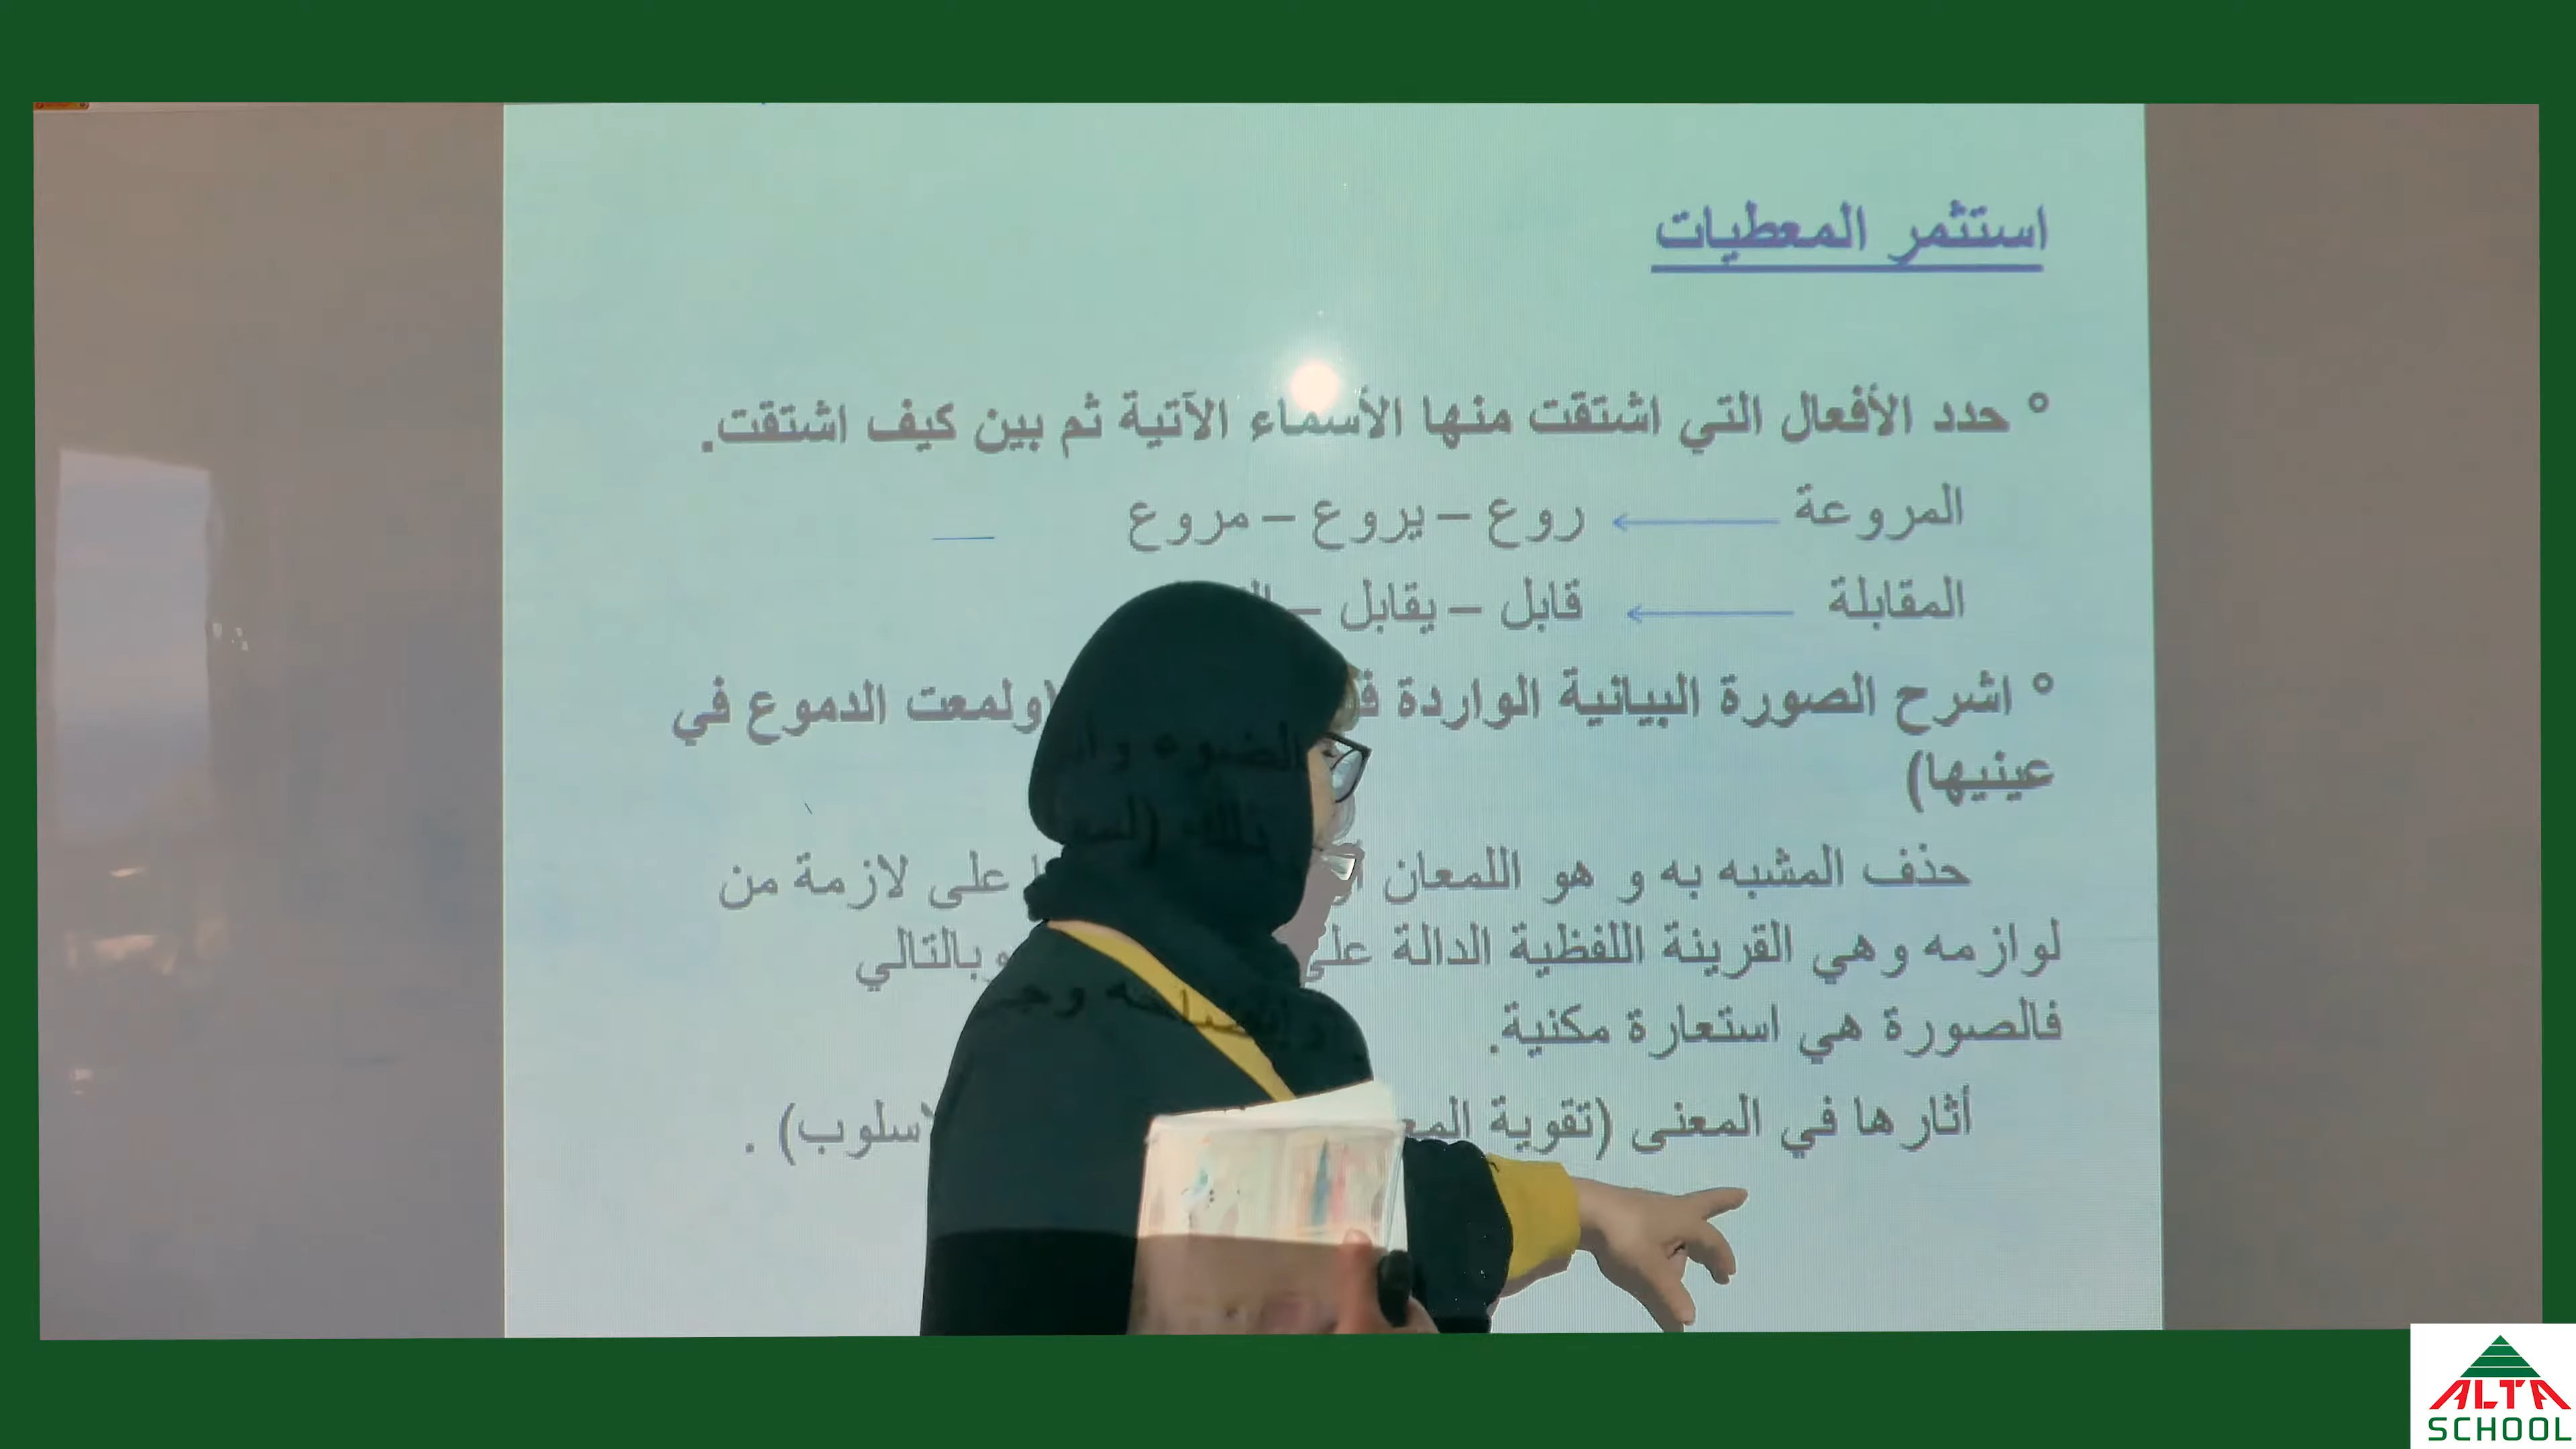 استثمر المعطيات
° حدد الأفعال التي اشتقت منها الأسماء الآتية ثم بين كيف اشتقت.
المروعة ← روع – يروع – مروع
المقابلة ← قابل – يقابل –
° اشرح الصورة البيانية الواردة (ولمعت الدموع في
عينيها)
حذف المشبه به و هو اللمعان على لازمة من
لوازمه وهي القرينة اللفظية الدالة وبالتالي
فالصورة هي استعارة مكنية.
أثارها في المعنى (تقوية .
ALTA
SCHOOL